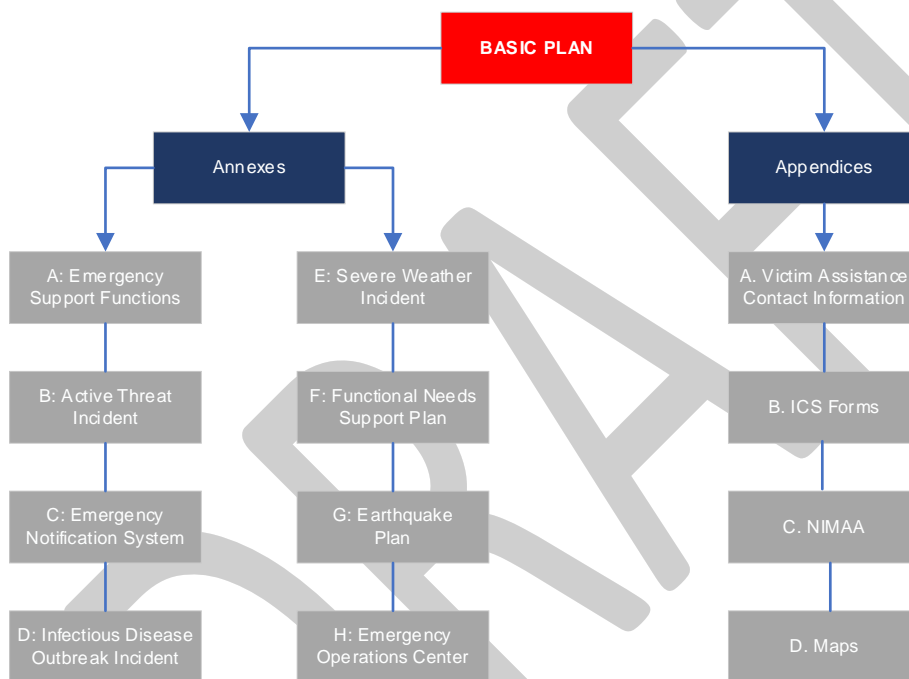 BASIC PLAN
Annexes
Appendices
A: Emergency
Support Functions
E: Severe Weather
Incident
A. Victim Assistance
Contact Information
B: Active Threat
Incident
F: Functional Needs
Support Plan
B. ICS Forms
C: Emergency
Notification System
G: Earthquake
Plan
C. NIMAA
D: Infectious Disease
Outbreak Incident
H: Emergency
Operations Center
D. Maps
DRAFT